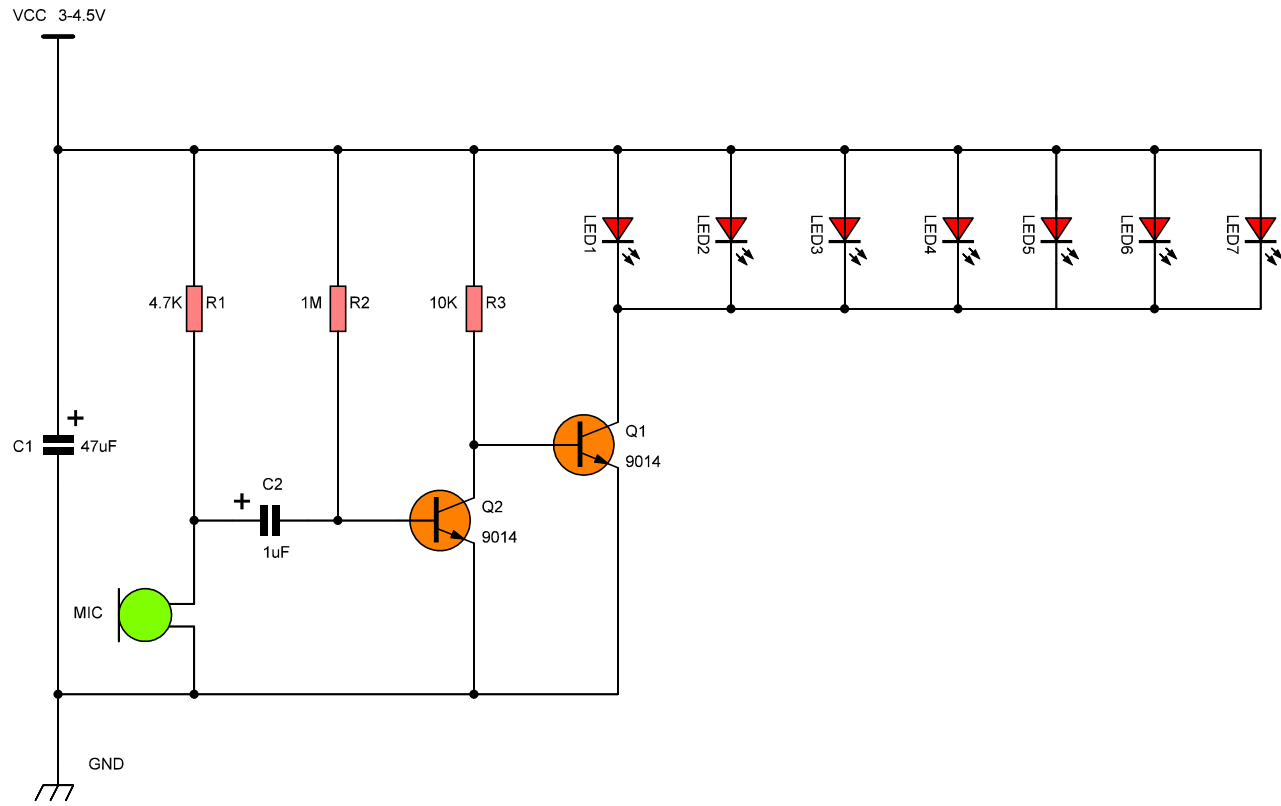 VCC 3-4.5V
LED1
LED2
LED3
LED4
LED5
LED6
LED7
4.7K R1
1M R2
10K R3
C1 47uF
Q1
9014
C2
1uF
Q2
9014
MIC
GND